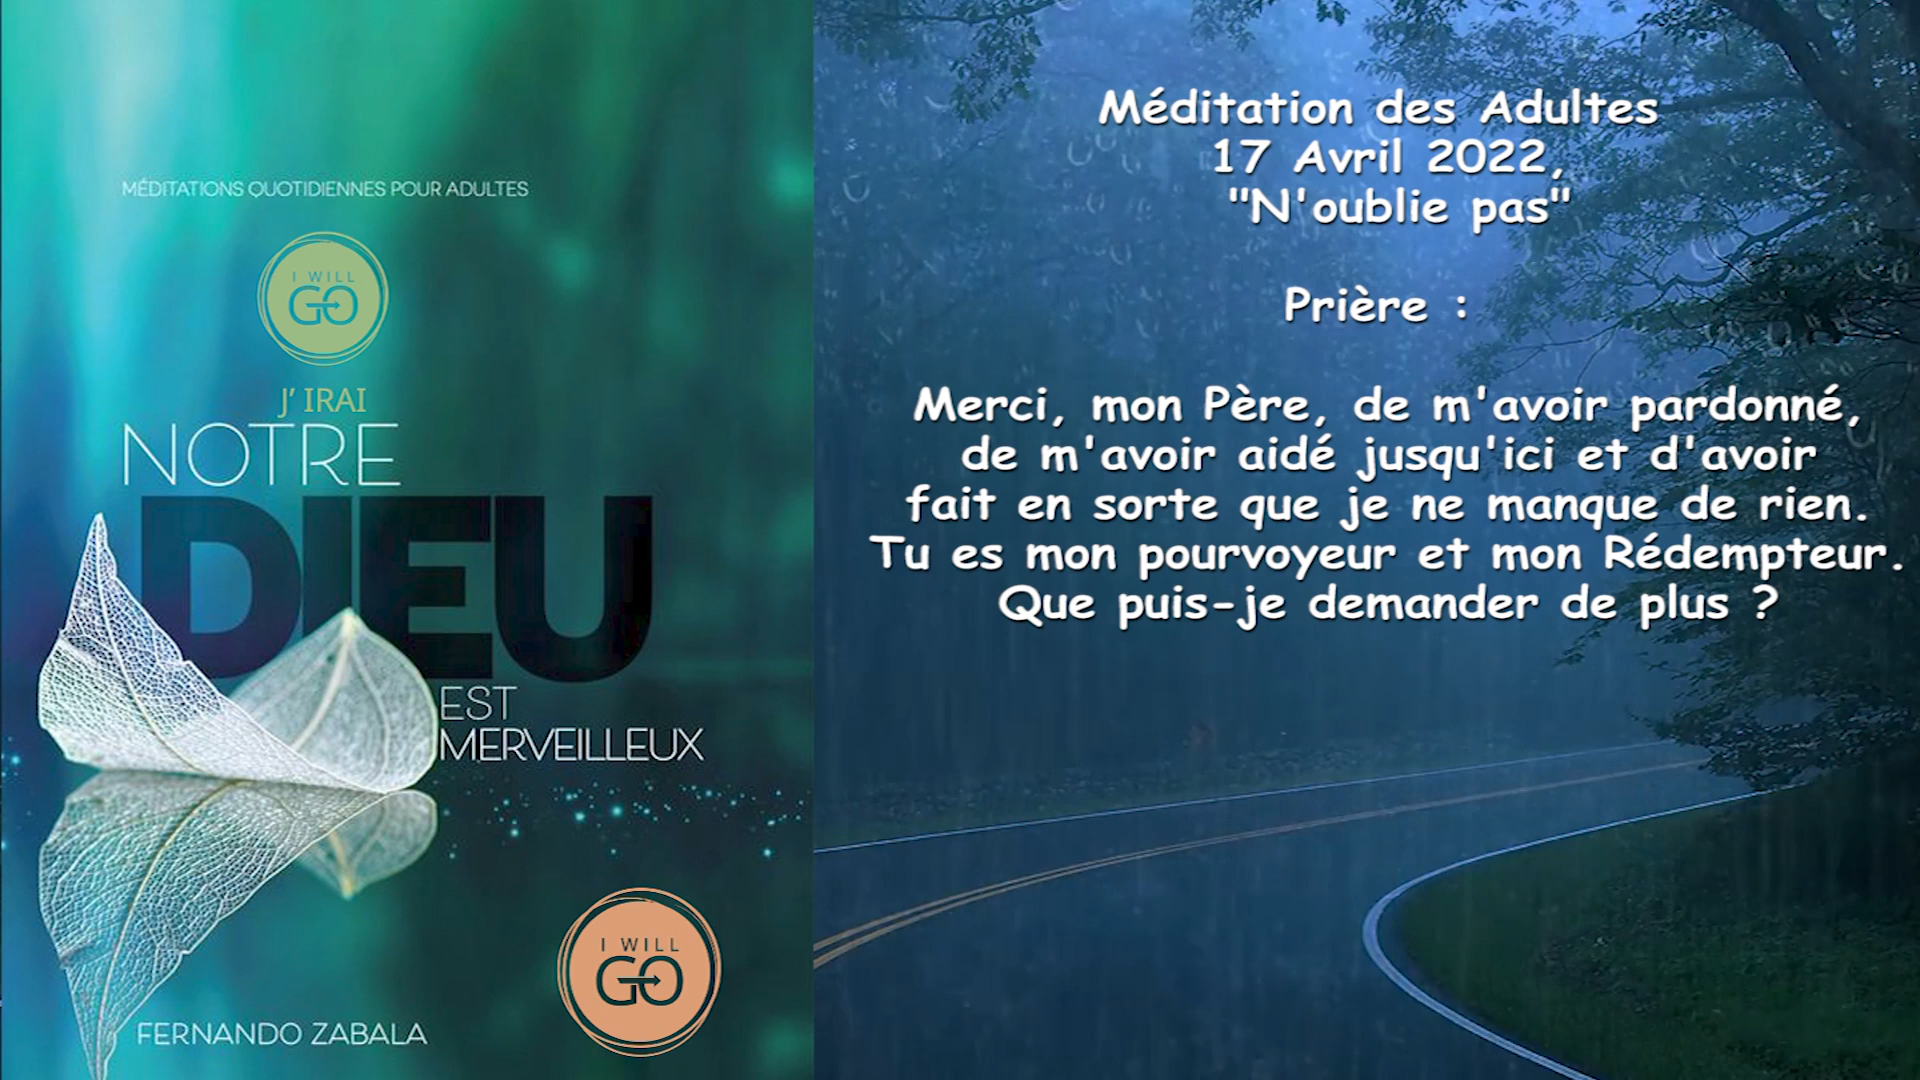 MÉDITATIONS QUOTIDIENNES POUR ADULTES
I WILL
GO
J' IRAI
NOTRE
DIEU
EST
MERVEILLEUX
I WILL
GO
FERNANDO ZABALA
Méditation des Adultes
17 Avril 2022,
"N'oublie pas"
Prière :
Merci, mon Père, de m'avoir pardonné,
de m'avoir aidé jusqu'ici et d'avoir
fait en sorte que je ne manque de rien.
Tu es mon pourvoyeur et mon Rédempteur.
Que puis-je demander de plus ?